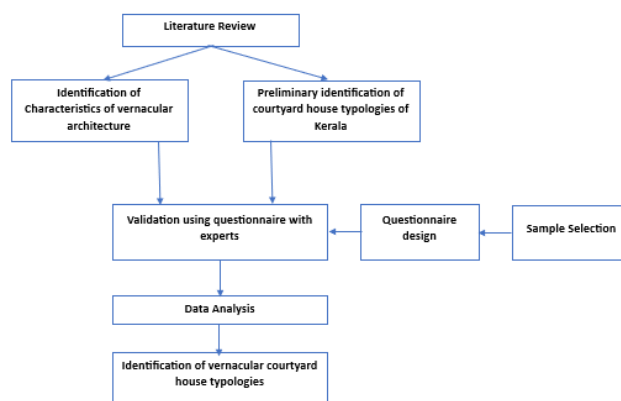 Literature Review
Identification of
Characteristics of vernacular
architecture
Preliminary identification of
courtyard house typologies of
Kerala
Validation using questionnaire with
experts
Questionnaire
design
Sample Selection
Data Analysis
Identification of vernacular courtyard
house typologies